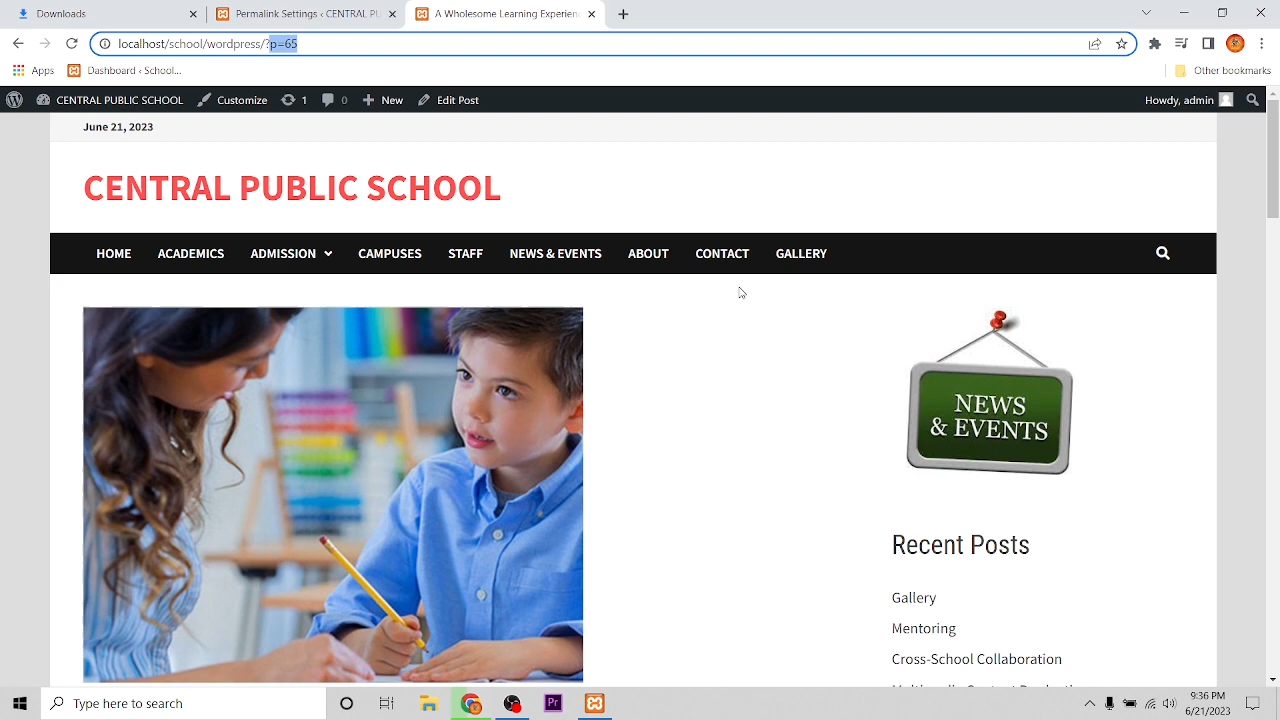 Downloads
Permalink Settings ‹ CENTRAL PU
A Wholesome Learning Experienc
localhost/school/wordpress/?p=65
Apps
Dashboard ‹ School...
Other bookmarks
CENTRAL PUBLIC SCHOOL
Customize
1
0
New
Edit Post
Howdy, admin
June 21, 2023
CENTRAL PUBLIC SCHOOL
HOME
ACADEMICS
ADMISSION
CAMPUSES
STAFF
NEWS & EVENTS
ABOUT
CONTACT
GALLERY
NEWS
& EVENTS
Recent Posts
Gallery
Mentoring
Cross-School Collaboration
Type here to search
Pr
9:36 PM
6/21/2023